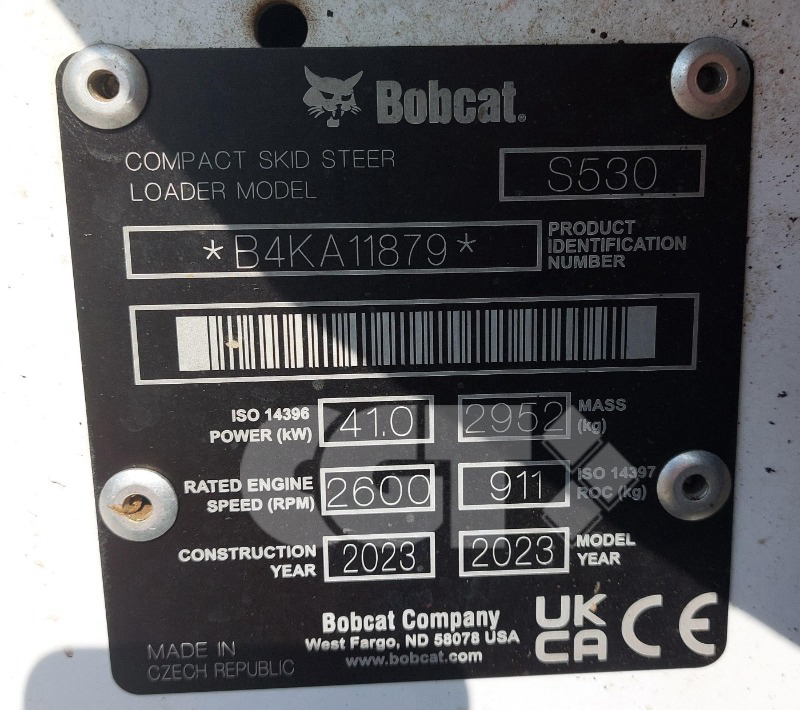 Bobcat®
COMPACT SKID STEER
LOADER MODEL
S530
*B4KA11879*
PRODUCT
IDENTIFICATION
NUMBER
ISO 14396
POWER (kW)
41.0
2952
MASS
(kg)
RATED ENGINE
SPEED (RPM)
2600
911
ISO 14397
ROC (kg)
CONSTRUCTION
YEAR
2023
2023
MODEL
YEAR
Bobcat Company
West Fargo, ND 58078 USA
www.bobcat.com
MADE IN
CZECH REPUBLIC
UK
CA
CE